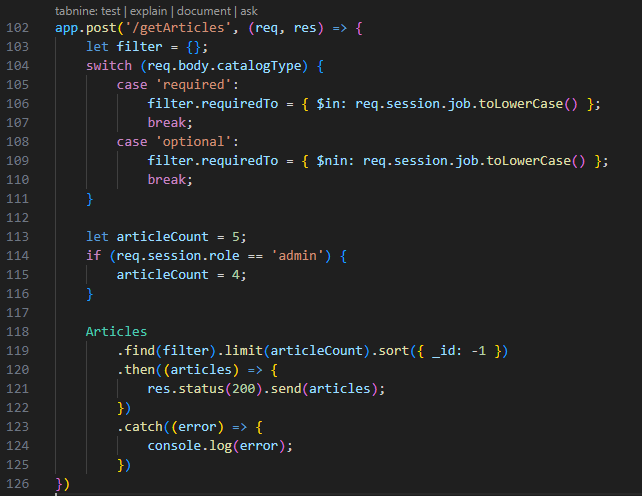 tabnine: test | explain | document | ask
102 app.post('/getArticles', (req, res) => {
103     let filter = {};
104     switch (req.body.catalogType) {
105         case 'required':
106             filter.requiredTo = { $in: req.session.job.toLowerCase() };
107             break;
108         case 'optional':
109             filter.requiredTo = { $nin: req.session.job.toLowerCase() };
110             break;
111     }
112
113     let articleCount = 5;
114     if (req.session.role == 'admin') {
115         articleCount = 4;
116     }
117
118     Articles
119         .find(filter).limit(articleCount).sort({ _id: -1 })
120         .then((articles) => {
121             res.status(200).send(articles);
122         })
123         .catch((error) => {
124             console.log(error);
125         })
126 })